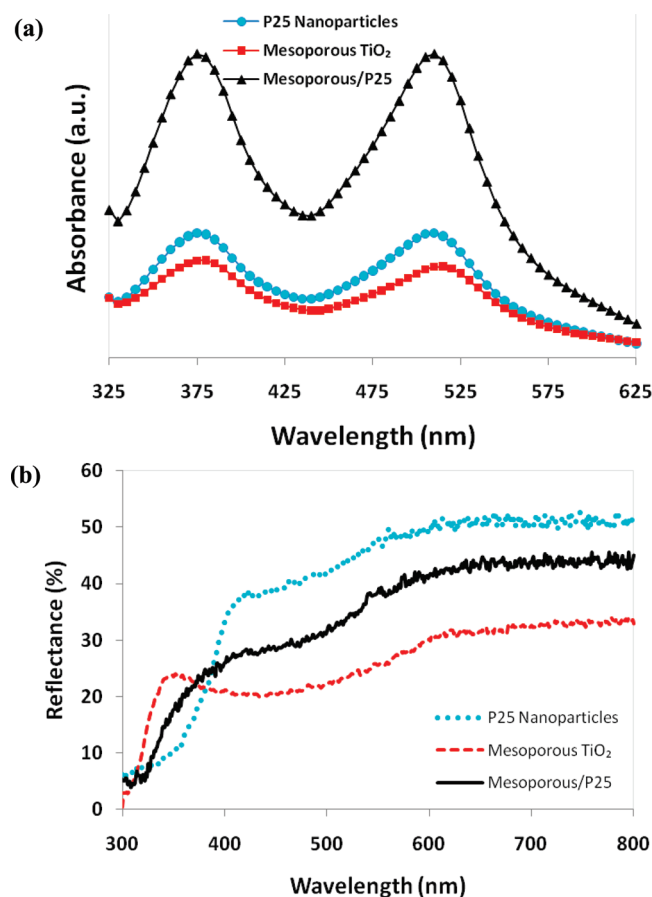 (a)
P25 Nanoparticles
Mesoporous TiO₂
Mesoporous/P25
Absorbance (a.u.)
325 375 425 475 525 575 625
Wavelength (nm)
(b)
60
50
40
30
20
10
0
Reflectance (%)
P25 Nanoparticles
Mesoporous TiO₂
Mesoporous/P25
300 400 500 600 700 800
Wavelength (nm)